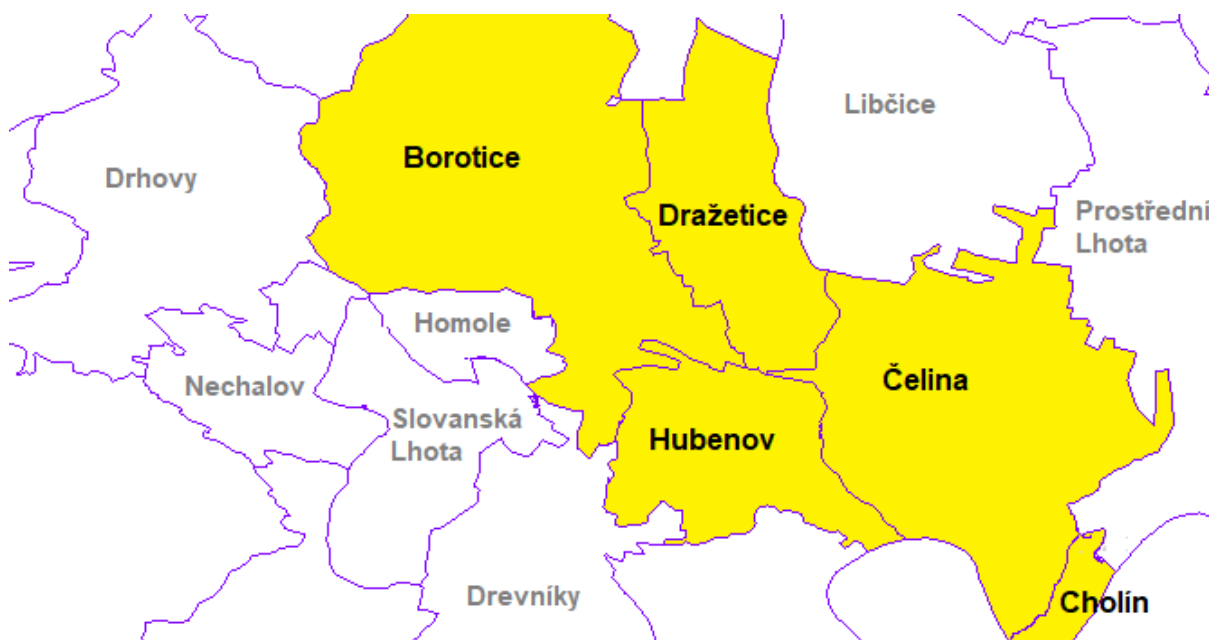 Libčice
Borotice
Drhovy
Dražetice
Prostřední
Lhota
Homole
Čelina
Nechalov
Slovanská
Lhota
Hubenov
Drevníky
Cholín